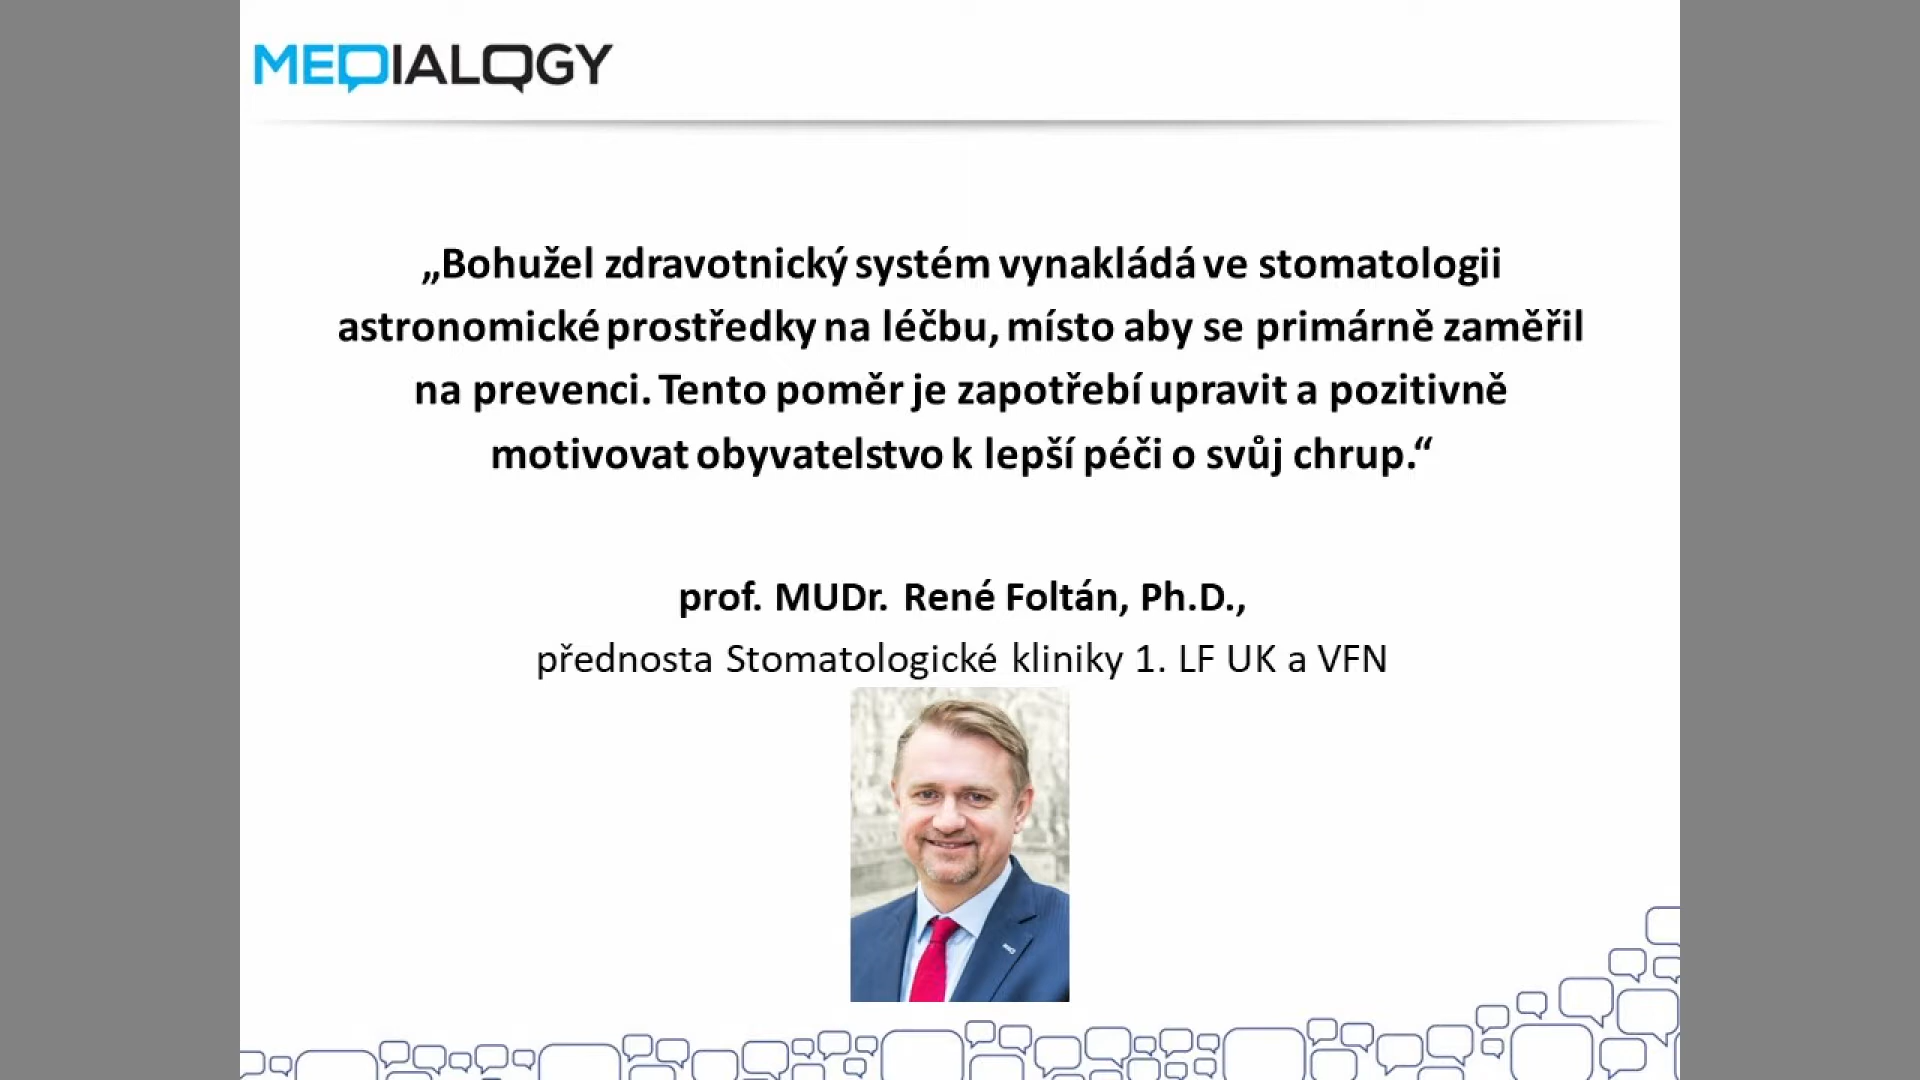 MEDIALOGY
„Bohužel zdravotnický systém vynakládá ve stomatologii
astronomické prostředky na léčbu, místo aby se primárně zaměřil
na prevenci. Tento poměr je zapotřebí upravit a pozitivně
motivovat obyvatelstvo k lepší péči o svůj chrup.“
prof. MUDr. René Foltán, Ph.D.,
přednosta Stomatologické kliniky 1. LF UK a VFN